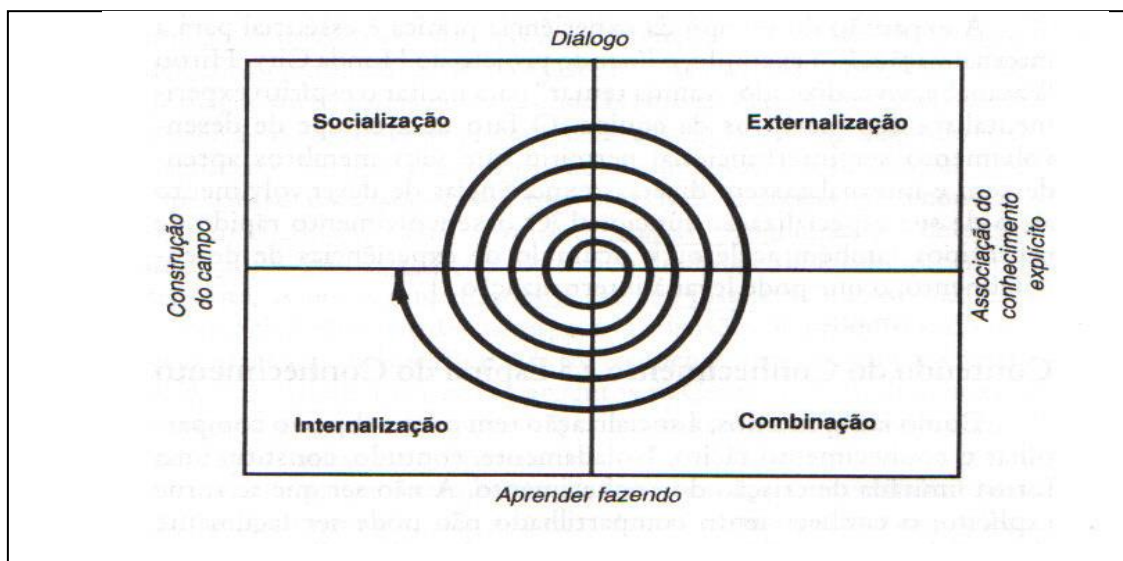 Diálogo
Socialização
Externalização
Construção
do campo
Associação do
conhecimento
explícito
Internalização
Combinação
Aprender fazendo